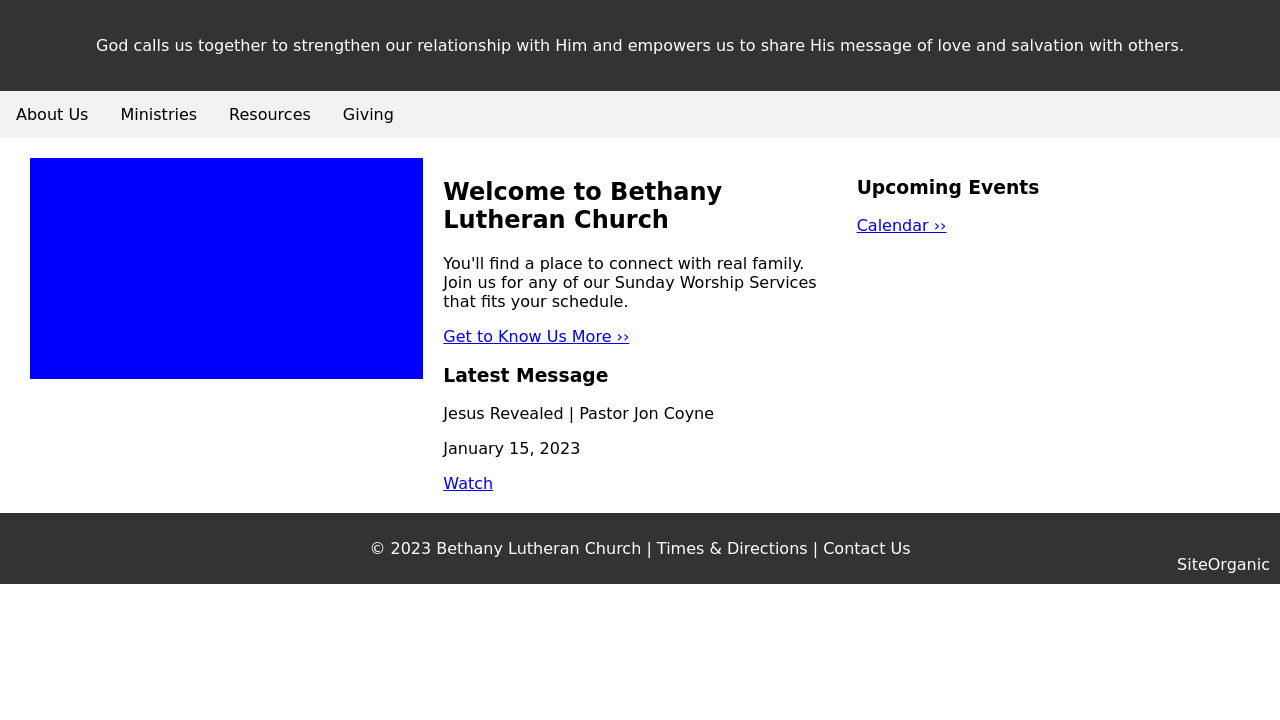 God calls us together to strengthen our relationship with Him and empowers us to share His message of love and salvation with others.
About Us
Ministries
Resources
Giving
Welcome to Bethany
Lutheran Church
You'll find a place to connect with real family.
Join us for any of our Sunday Worship Services
that fits your schedule.
Get to Know Us More ››
Latest Message
Jesus Revealed | Pastor Jon Coyne
January 15, 2023
Watch
Upcoming Events
Calendar ››
© 2023 Bethany Lutheran Church | Times & Directions | Contact Us
SiteOrganic